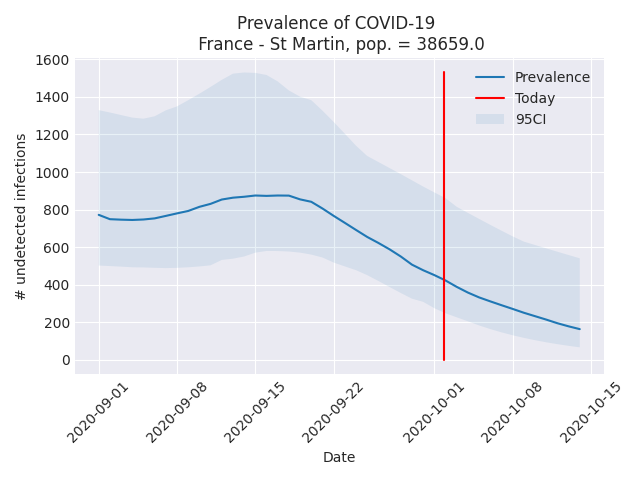 Prevalence of COVID-19
France - St Martin, pop. = 38659.0
1600
1400
1200
1000
800
600
400
200
0
# undetected infections
Prevalence
Today
95CI
2020-09-01
2020-09-08
2020-09-15
2020-09-22
2020-10-01
2020-10-08
2020-10-15
Date